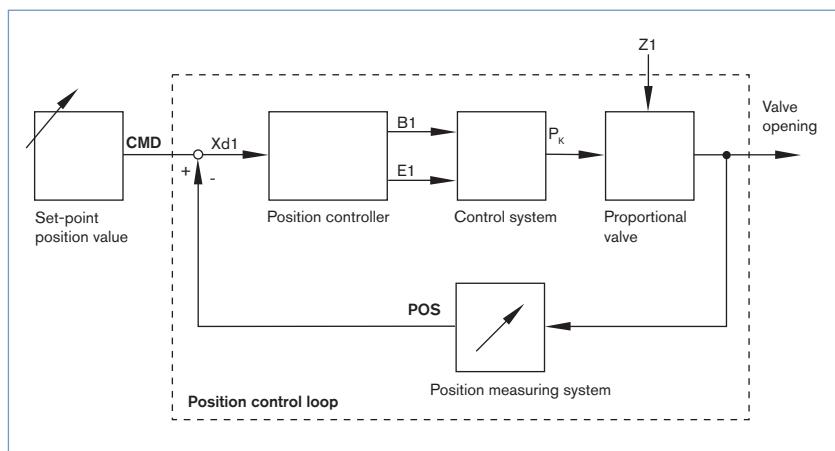 Z1
Valve
opening
CMD
Xd1
B1
E1
P_K
+
-
Set-point
position value
Position controller
Control system
Proportional
valve
POS
Position measuring system
Position control loop